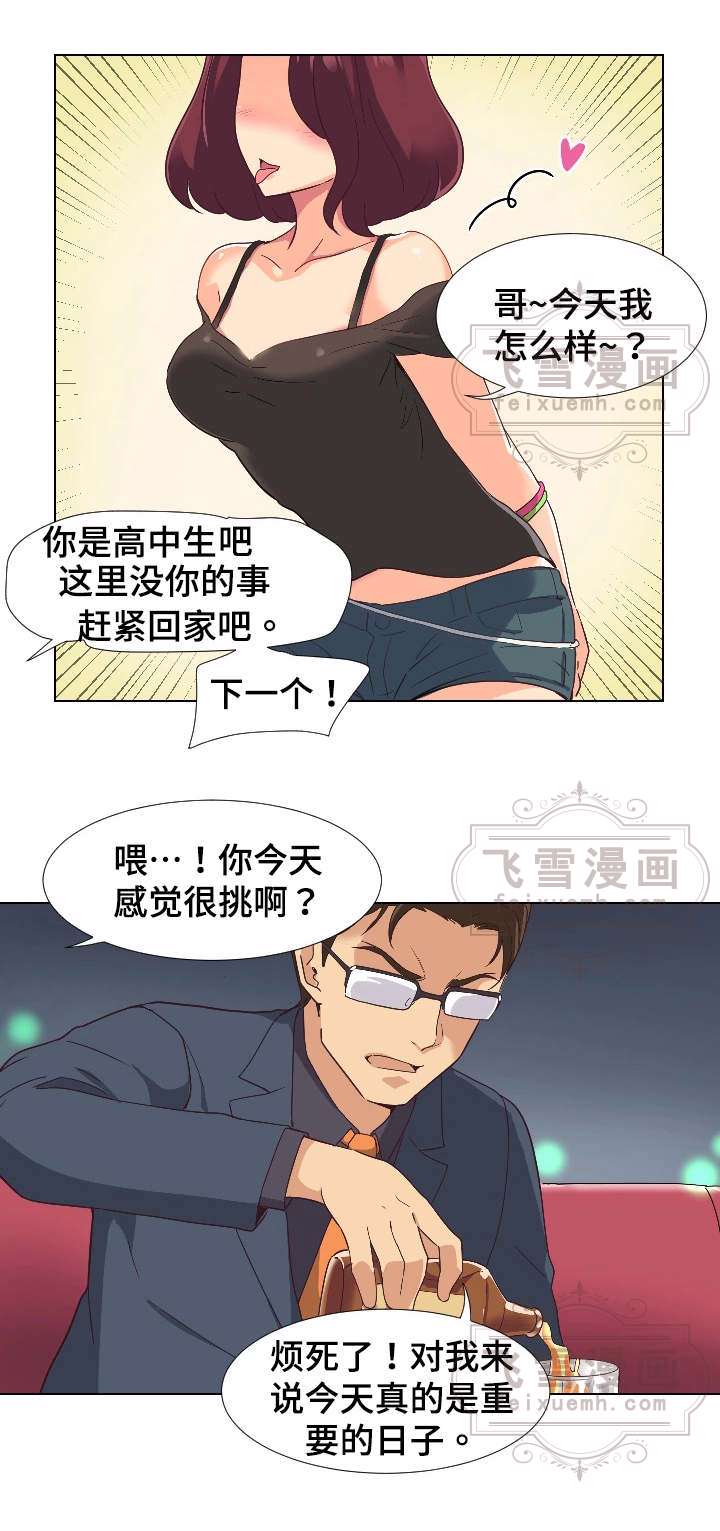 哥~今天我
怎么样~？
飞雪漫画
feixuemh.com
你是高中生吧
这里没你的事
赶紧回家吧。
下一个！
飞雪漫画
feixuemh.com
喂…！你今天
感觉很挑啊？
烦死了！对我来
说今天真的是重
要的日子。
飞雪漫画
feixuemh.com